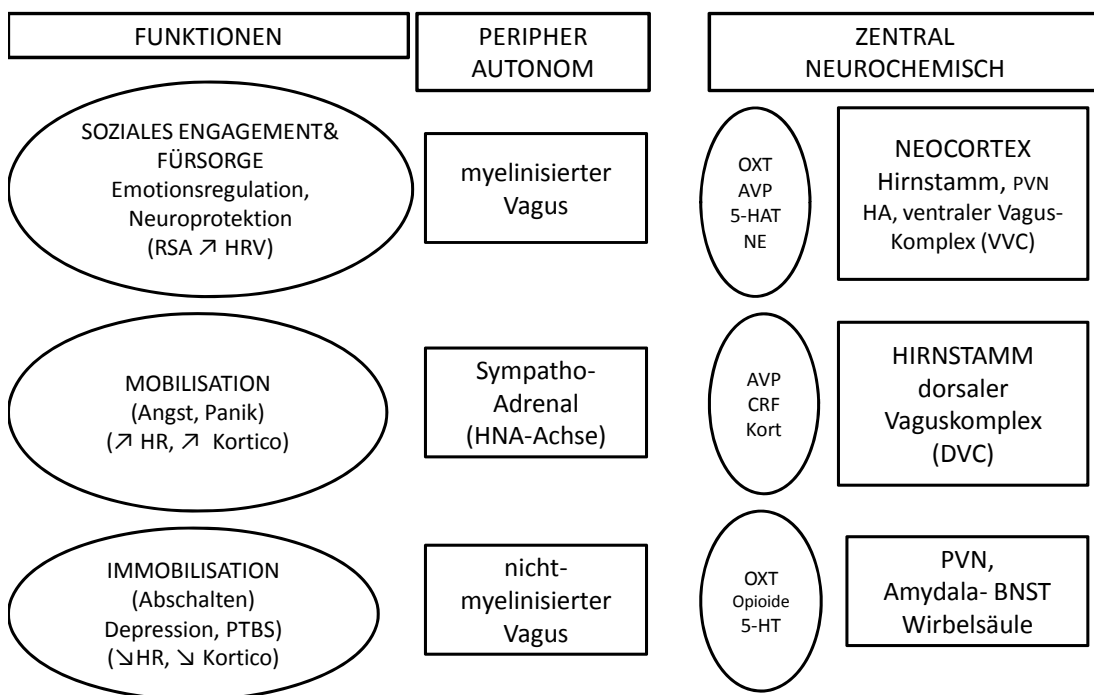 FUNKTIONEN
PERIPHER
AUTONOM
ZENTRAL
NEUROCHEMISCH
SOZIALES ENGAGEMENT&
FÜRSORGE
Emotionsregulation,
Neuroprotektion
(RSA ↗ HRV)
myelinisierter
Vagus
OXT
AVP
5-HAT
NE
NEOCORTEX
Hirnstamm, PVN
HA, ventraler Vagus-
Komplex (VVC)
MOBILISATION
(Angst, Panik)
(↗ HR, ↗ Kortico)
Sympatho-
Adrenal
(HNA-Achse)
AVP
CRF
Kort
HIRNSTAMM
dorsaler
Vaguskomplex
(DVC)
IMMOBILISATION
(Abschalten)
Depression, PTBS)
(↘HR, ↘ Kortico)
nicht-
myelinisierter
Vagus
OXT
Opioide
5-HT
PVN,
Amydala- BNST
Wirbelsäule